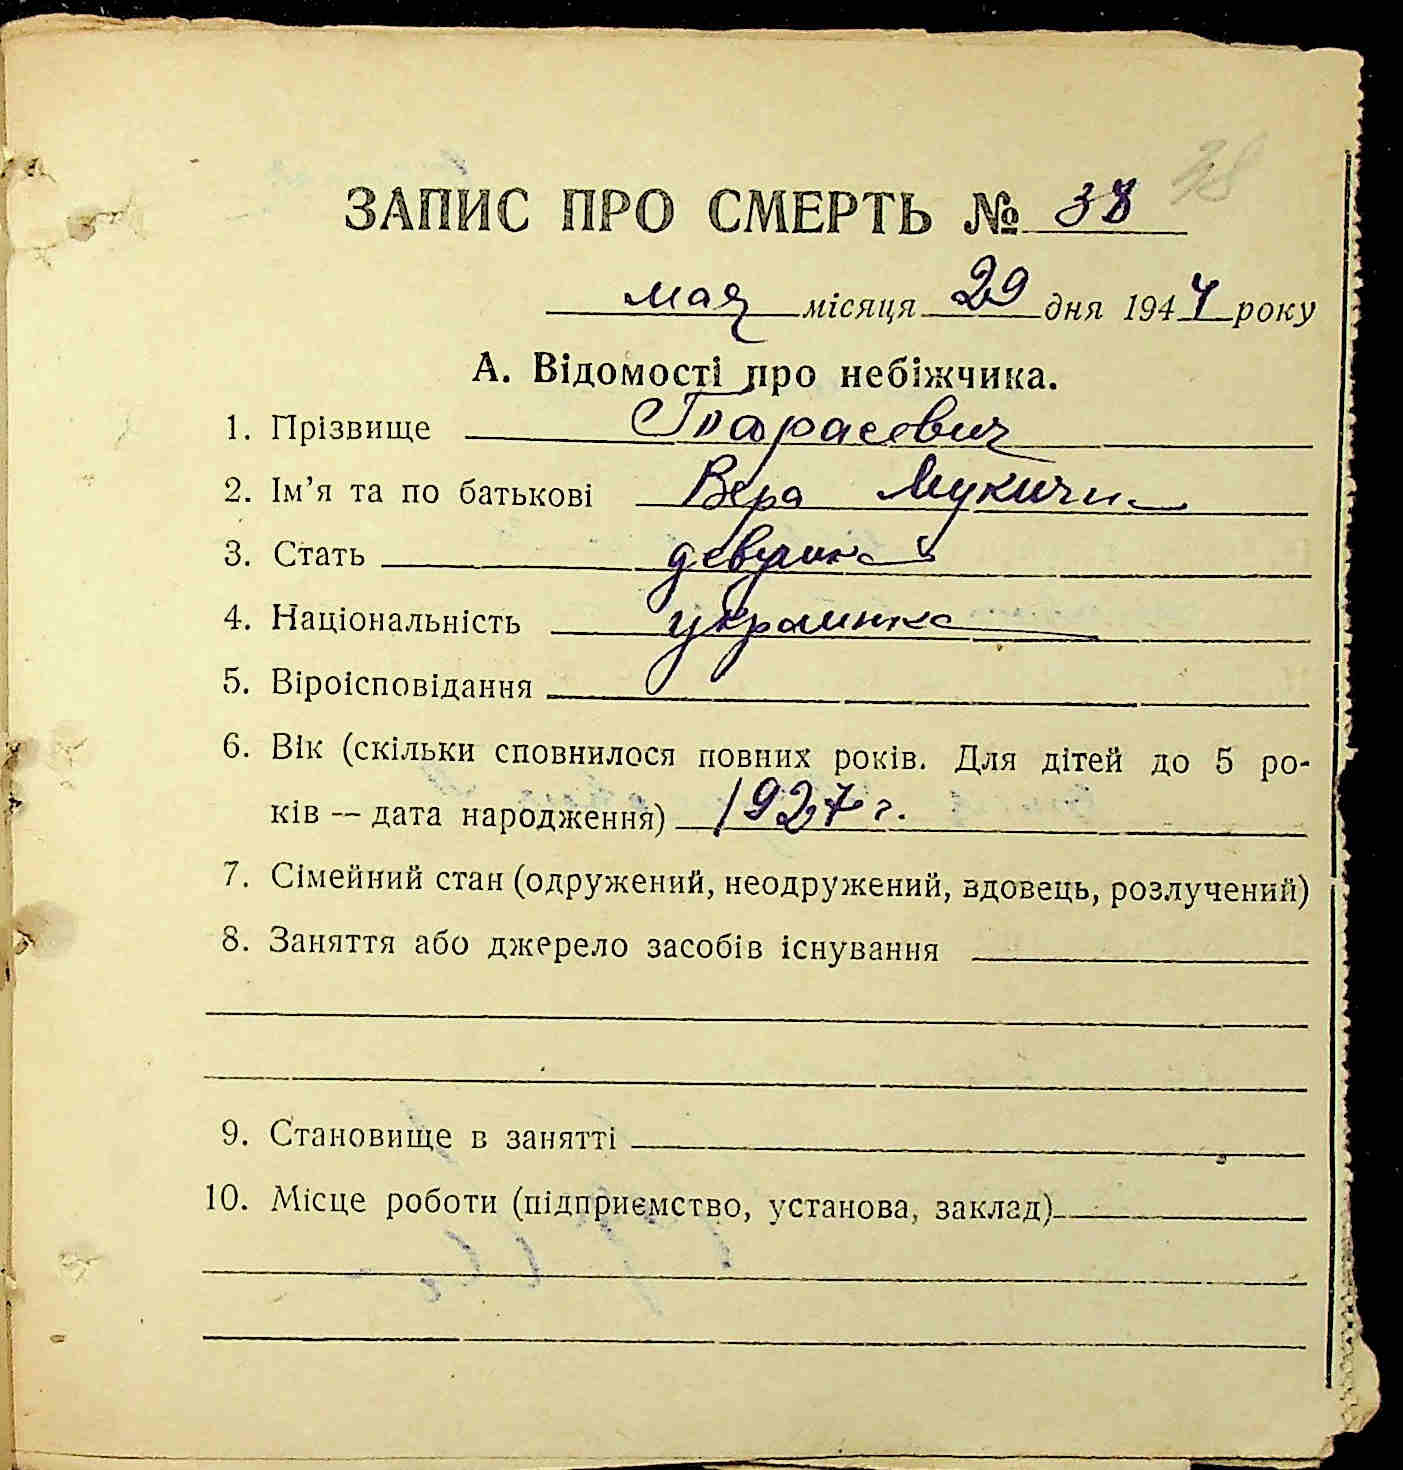 38
ЗАПИС ПРО СМЕРТЬ № 38
мая місяця 29 дня 1944 року
А. Відомості про небіжчика.
1. Прізвище Тарасович
2. Ім’я та по батькові Вера
3. Стать
4. Національність украинка
5. Віроісповідання
6. Вік (скільки сповнилося повних років. Для дітей до 5 ро-
ків — дата народження) 1927 г.
7. Сімейний стан (одружений, неодружений, вдовець, розлучений)
8. Заняття або джерело засобів існування
9. Становище в занятті
10. Місце роботи (підприємство, установа, заклад)